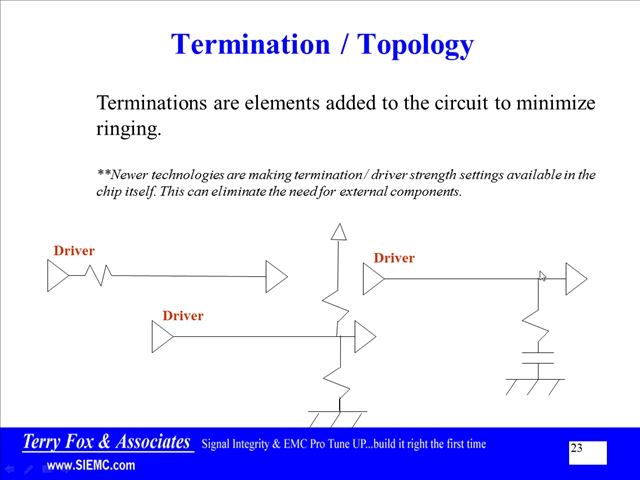 Termination / Topology
Terminations are elements added to the circuit to minimize
ringing.
**Newer technologies are making termination / driver strength settings available in the
chip itself. This can eliminate the need for external components.
Driver
Driver
Driver
Terry Fox & Associates Signal Integrity & EMC Pro Tune UP...build it right the first time
23
www.SIEMC.com